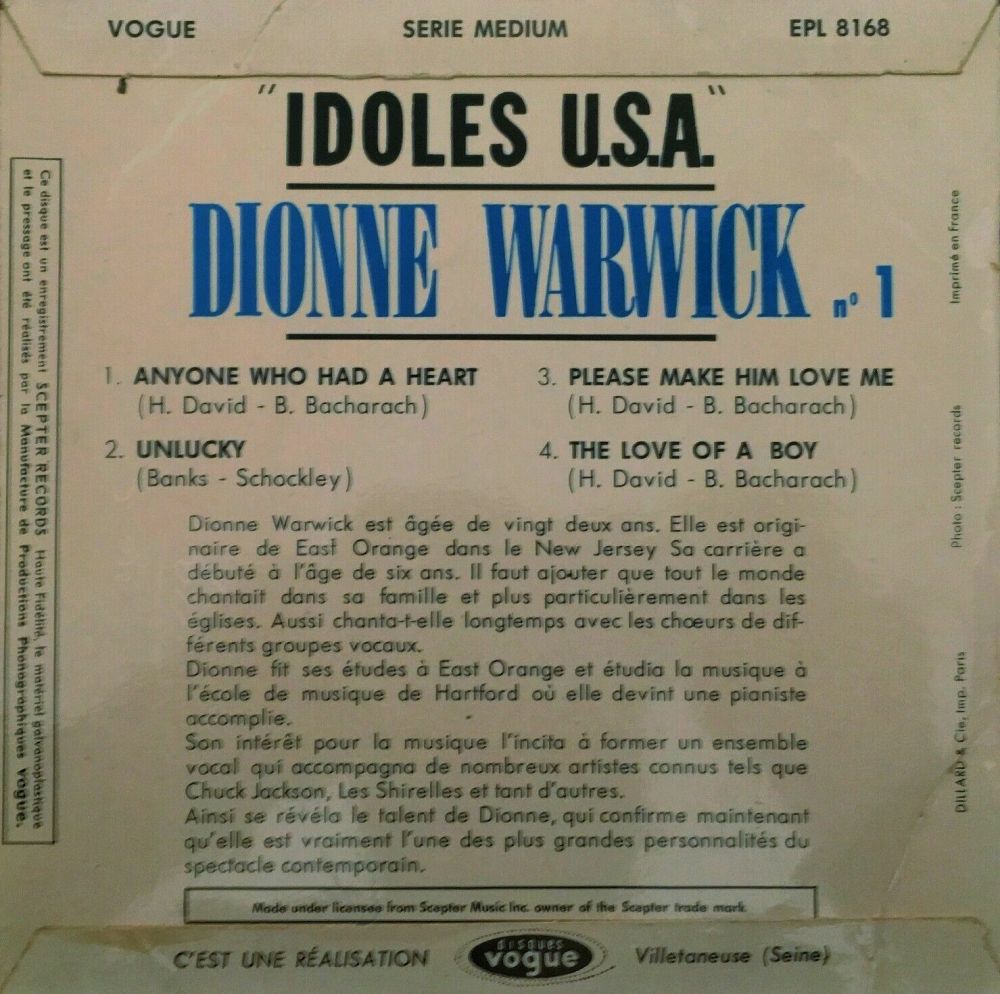 VOGUE SERIE MEDIUM EPL 8168
"IDOLES U.S.A."
DIONNE WARWICK n° 1
1. ANYONE WHO HAD A HEART
(H. David - B. Bacharach)
2. UNLUCKY
(Banks - Schockley)
3. PLEASE MAKE HIM LOVE ME
(H. David - B. Bacharach)
4. THE LOVE OF A BOY
(H. David - B. Bacharach)
Dionne Warwick est âgée de vingt deux ans. Elle est origi-
naire de East Orange dans le New Jersey Sa carrière a
débuté à l'âge de six ans. Il faut ajouter que tout le monde
chantait dans sa famille et plus particulièrement dans les
églises. Aussi chanta-t-elle longtemps avec les chœurs de dif-
férents groupes vocaux.
Dionne fit ses études à East Orange et étudia la musique à
l'école de musique de Hartford où elle devint une pianiste
accomplie.
Son intérêt pour la musique l'incita à former un ensemble
vocal qui accompagna de nombreux artistes connus tels que
Chuck Jackson, Les Shirelles et tant d'autres.
Ainsi se révéla le talent de Dionne, qui confirme maintenant
qu'elle est vraiment l'une des plus grandes personnalités du
spectacle contemporain.
Made under licensee from Scepter Music Inc. owner of the Scepter trade mark.
C'EST UNE RÉALISATION disques vogue Villetaneuse (Seine)
Ce disque est un enregistrement SCEPTER RECORDS Haute Fidélité, le matériel galvanoplastique
et le pressage ont été réalisés par la Manufacture de Productions Phonographiques Vogue.
Imprimé en France
Photo : Scepter records
DILLARD & Cie, Imp. Paris